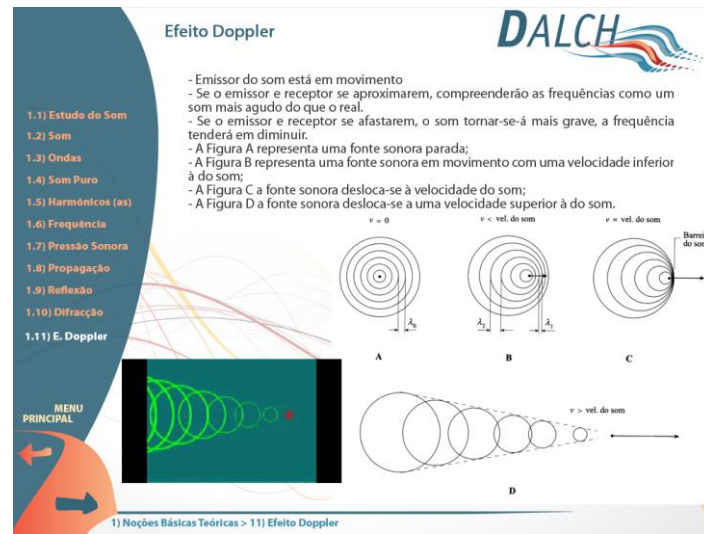 Efeito Doppler
DALCH
- Emissor do som está em movimento
- Se o emissor e receptor se aproximarem, compreenderão as frequências como um
som mais agudo do que o real.
- Se o emissor e receptor se afastarem, o som tornar-se-á mais grave, a frequência
tenderá em diminuir.
- A Figura A representa uma fonte sonora parada;
- A Figura B representa uma fonte sonora em movimento com uma velocidade inferior
à do som;
- A Figura C a fonte sonora desloca-se à velocidade do som;
- A Figura D a fonte sonora desloca-se a uma velocidade superior à do som.
1.1) Estudo do Som
1.2) Som
1.3) Ondas
1.4) Som Puro
1.5) Harmónicos (as)
1.6) Frequência
1.7) Pressão Sonora
1.8) Propagação
1.9) Reflexão
1.10) Difracção
1.11) E. Doppler
MENU
PRINCIPAL
v = 0
v < vel. do som
v = vel. do som
Barrei
do som
λ₀
λ₂
λ₁
A
B
C
v > vel. do som
D
1) Noções Básicas Teóricas > 11) Efeito Doppler